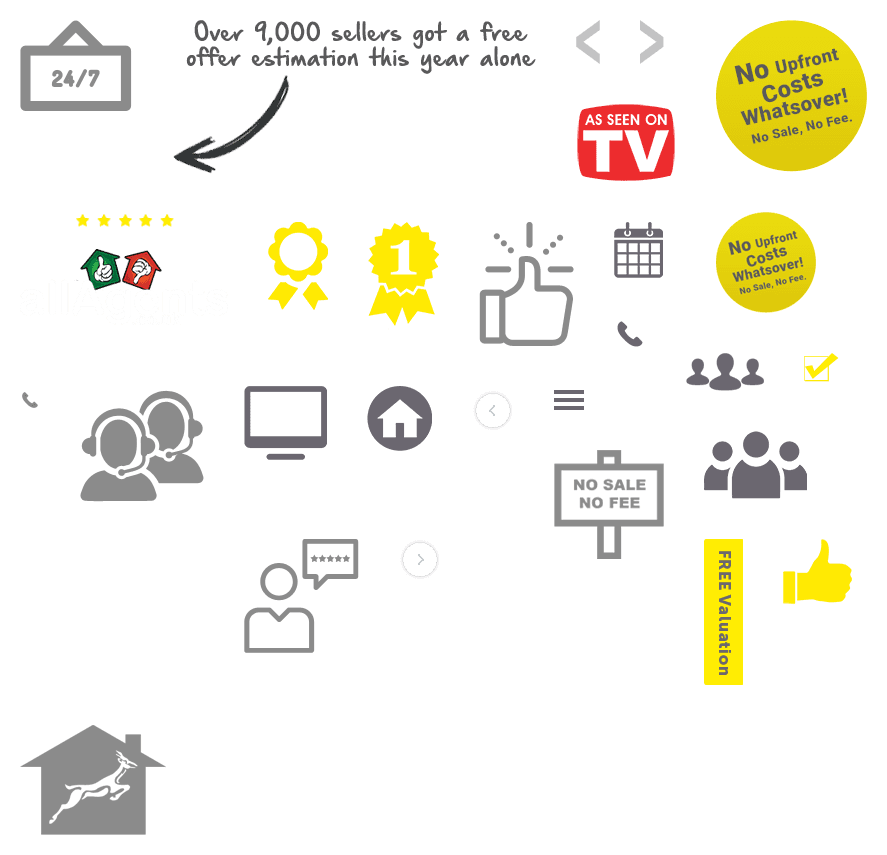 Over 9,000 sellers got a free
offer estimation this year alone
24/7
AS SEEN ON
TV
No Upfront
Costs
Whatsover!
No Sale, No Fee.
1
No Upfront
Costs
Whatsover!
No Sale, No Fee.
NO SALE
NO FEE
FREE Valuation